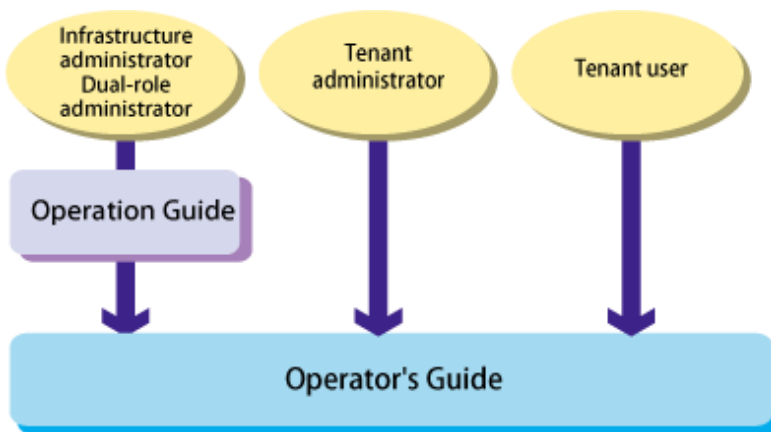 Infrastructure
administrator
Dual-role
administrator
Tenant
administrator
Tenant user
Operation Guide
Operator's Guide